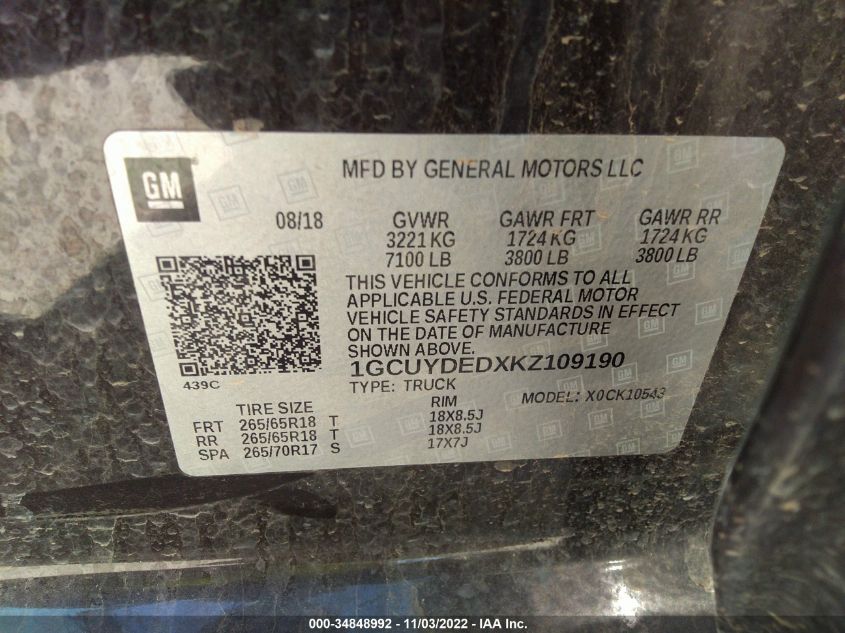 GM
MFD BY GENERAL MOTORS LLC
08/18 GVWR GAWR FRT GAWR RR
3221 KG 1724 KG 1724 KG
7100 LB 3800 LB 3800 LB
THIS VEHICLE CONFORMS TO ALL
APPLICABLE U.S. FEDERAL MOTOR
VEHICLE SAFETY STANDARDS IN EFFECT
ON THE DATE OF MANUFACTURE
SHOWN ABOVE.
439C
1GCUYDEDXKZ109190
TYPE: TRUCK
MODEL: X0CK10543
TIRE SIZE RIM
FRT 265/65R18 T 18X8.5J
RR 265/65R18 T 18X8.5J
SPA 265/70R17 S 17X7J
000-34848992 - 11/03/2022 - IAA Inc.